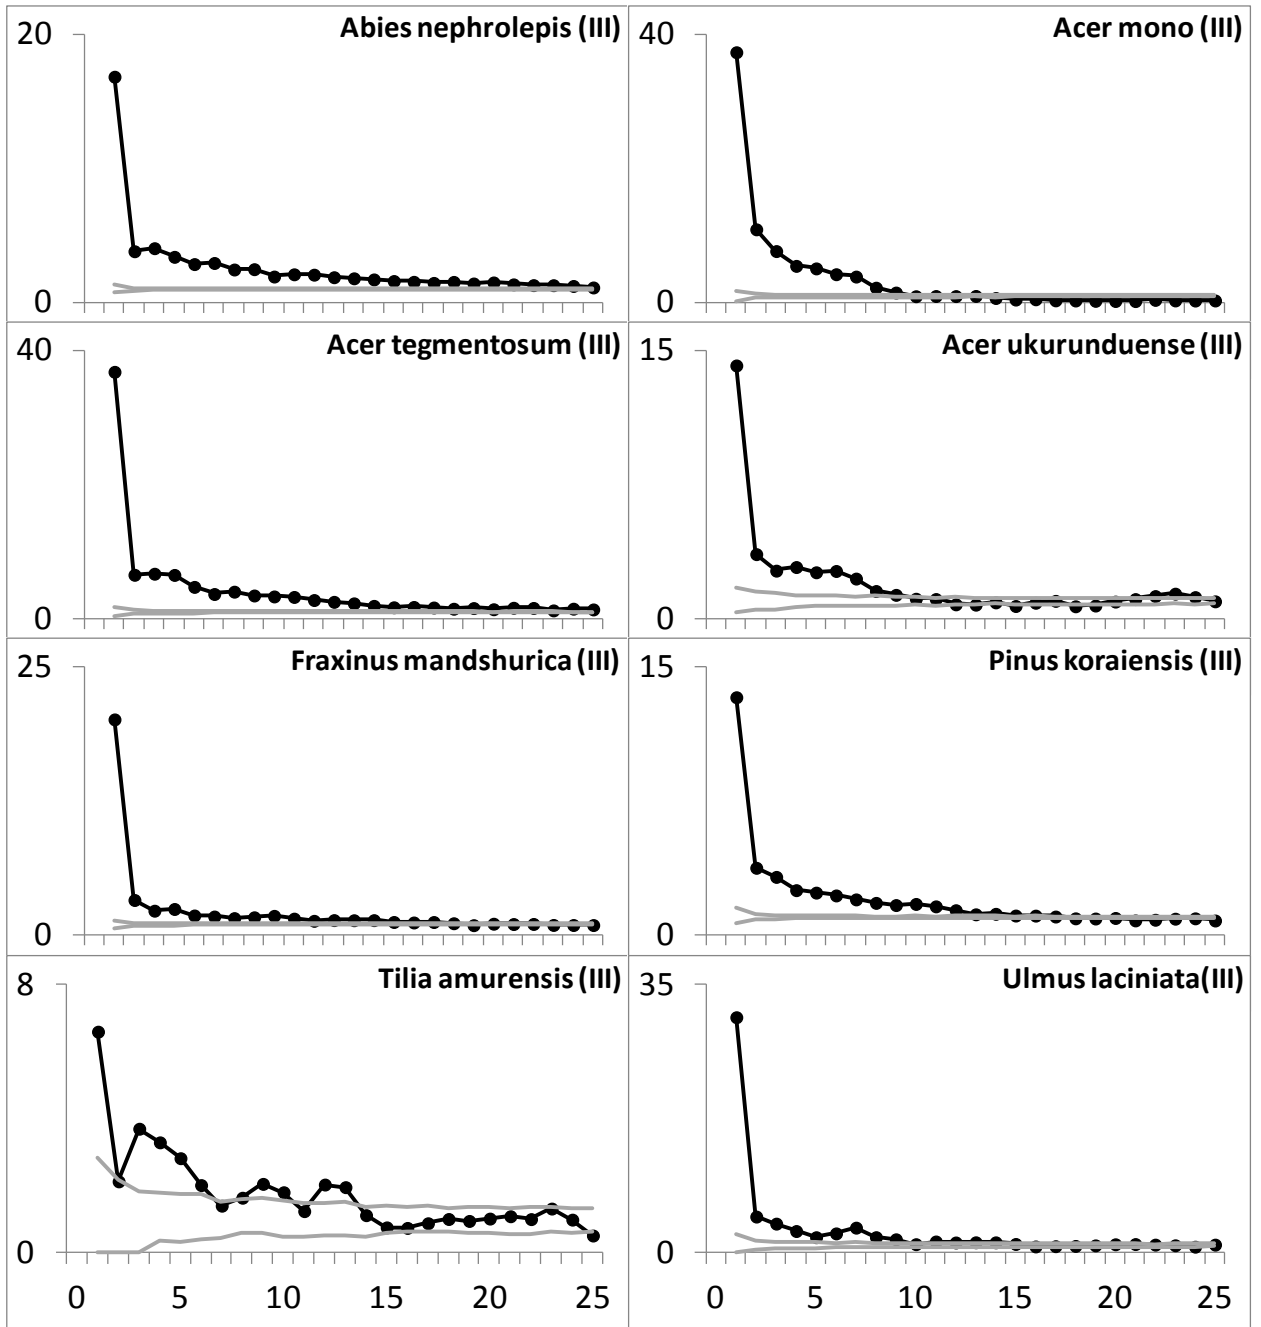 Abies nephrolepis (III)
20
0
Acer mono (III)
40
0
Acer tegmentosum (III)
40
0
Acer ukurunduense (III)
15
0
Fraxinus mandshurica (III)
25
0
Pinus koraiensis (III)
15
0
Tilia amurensis (III)
8
0
0 5 10 15 20 25
Ulmus laciniata(III)
35
0
0 5 10 15 20 25